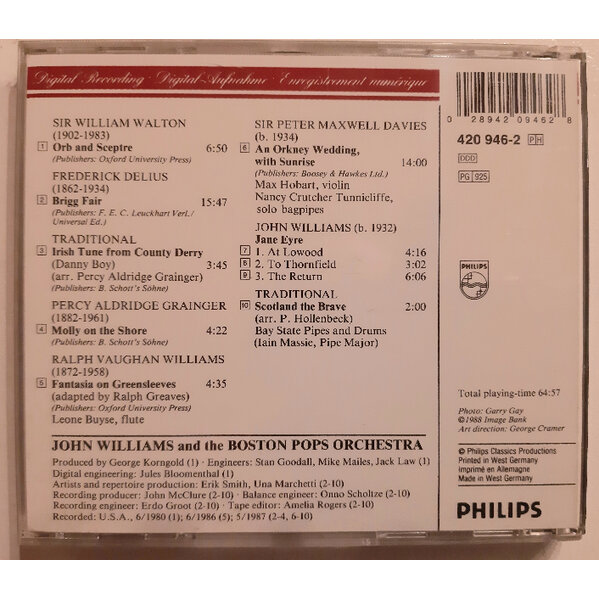 Digital Recording · Digital-Aufnahme · Enregistrement numérique
SIR WILLIAM WALTON
(1902-1983)
1 Orb and Sceptre 6:50
(Publishers: Oxford University Press)
FREDERICK DELIUS
(1862-1934)
2 Brigg Fair 15:47
(Publishers: F. E. C. Leuckhart Verl./
Universal Ed.)
TRADITIONAL
3 Irish Tune from County Derry
(Danny Boy) 3:45
(arr. Percy Aldridge Grainger)
(Publishers: B. Schott's Söhne)
PERCY ALDRIDGE GRAINGER
(1882-1961)
4 Molly on the Shore 4:22
(Publishers: B. Schott's Söhne)
RALPH VAUGHAN WILLIAMS
(1872-1958)
5 Fantasia on Greensleeves 4:35
(adapted by Ralph Greaves)
(Publishers: Oxford University Press)
Leone Buyse, flute
SIR PETER MAXWELL DAVIES
(b. 1934)
6 An Orkney Wedding,
with Sunrise 14:00
(Publishers: Boosey & Hawkes Ltd.)
Max Hobart, violin
Nancy Crutcher Tunnicliffe,
solo bagpipes
JOHN WILLIAMS (b. 1932)
Jane Eyre
7 1. At Lowood 4:16
8 2. To Thornfield 3:02
9 3. The Return 6:06
TRADITIONAL
10 Scotland the Brave 2:00
(arr. P. Hollenbeck)
Bay State Pipes and Drums
(Iain Massie, Pipe Major)
JOHN WILLIAMS and the BOSTON POPS ORCHESTRA
Produced by George Korngold (1) · Engineers: Stan Goodall, Mike Mailes, Jack Law (1)
Digital engineering: Jules Bloomenthal (1)
Artists and repertoire production: Erik Smith, Una Marchetti (2-10)
Recording producer: John McClure (2-10) · Balance engineer: Onno Scholtze (2-10)
Recording engineer: Erdo Groot (2-10) · Tape editor: Amelia Rogers (2-10)
Recorded: U.S.A., 6/1980 (1); 6/1986 (5); 5/1987 (2-4, 6-10)
0 28942 09462 8
420 946-2 PH
DDD
PG 925
PHILIPS
Total playing-time 64:57
Photo: Garry Gay
©1988 Image Bank
Art direction: George Cramer
℗ Philips Classics Productions
Printed in West Germany
Imprimé en Allemagne
Made in West Germany
PHILIPS